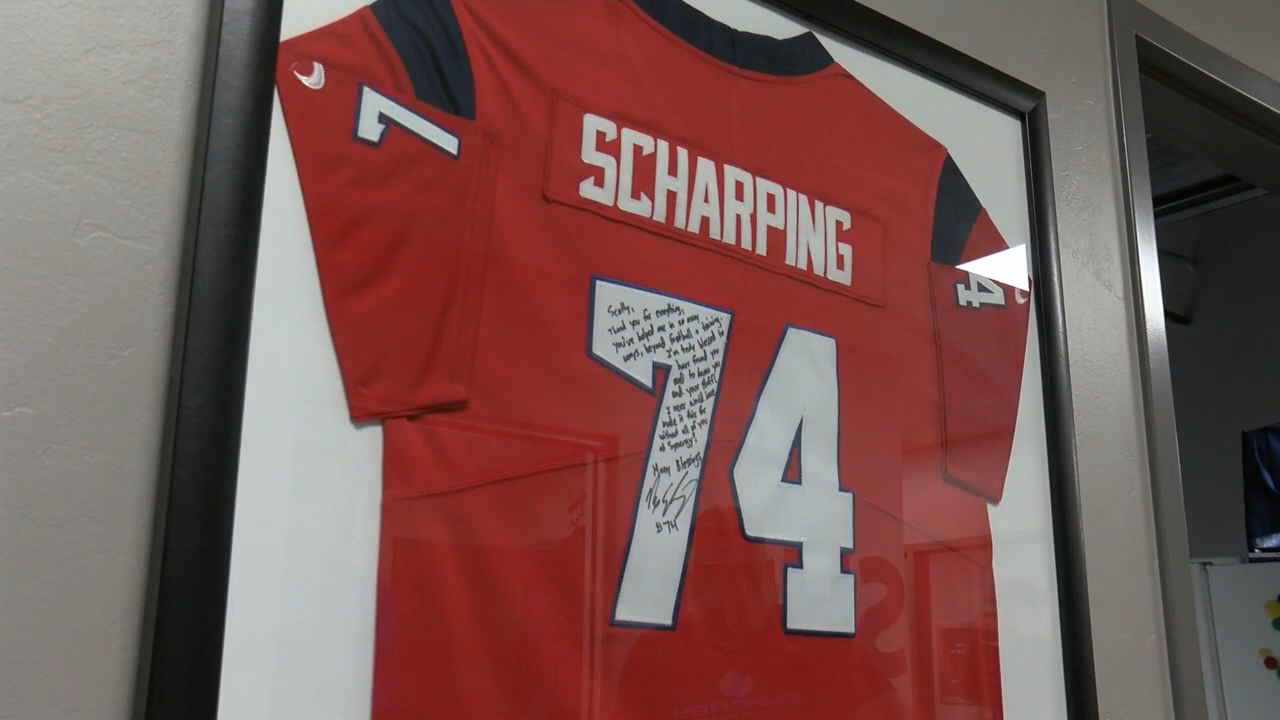 SCHARPING
7
4
74
Scotty,
Thank you for everything.
You've helped me in so many
ways, beyond football & training.
I'm truly blessed to
have found you
and to know you
and your staff!
I never would have
made it this far
without all of you
at Synergy!
Many Blessings
#74